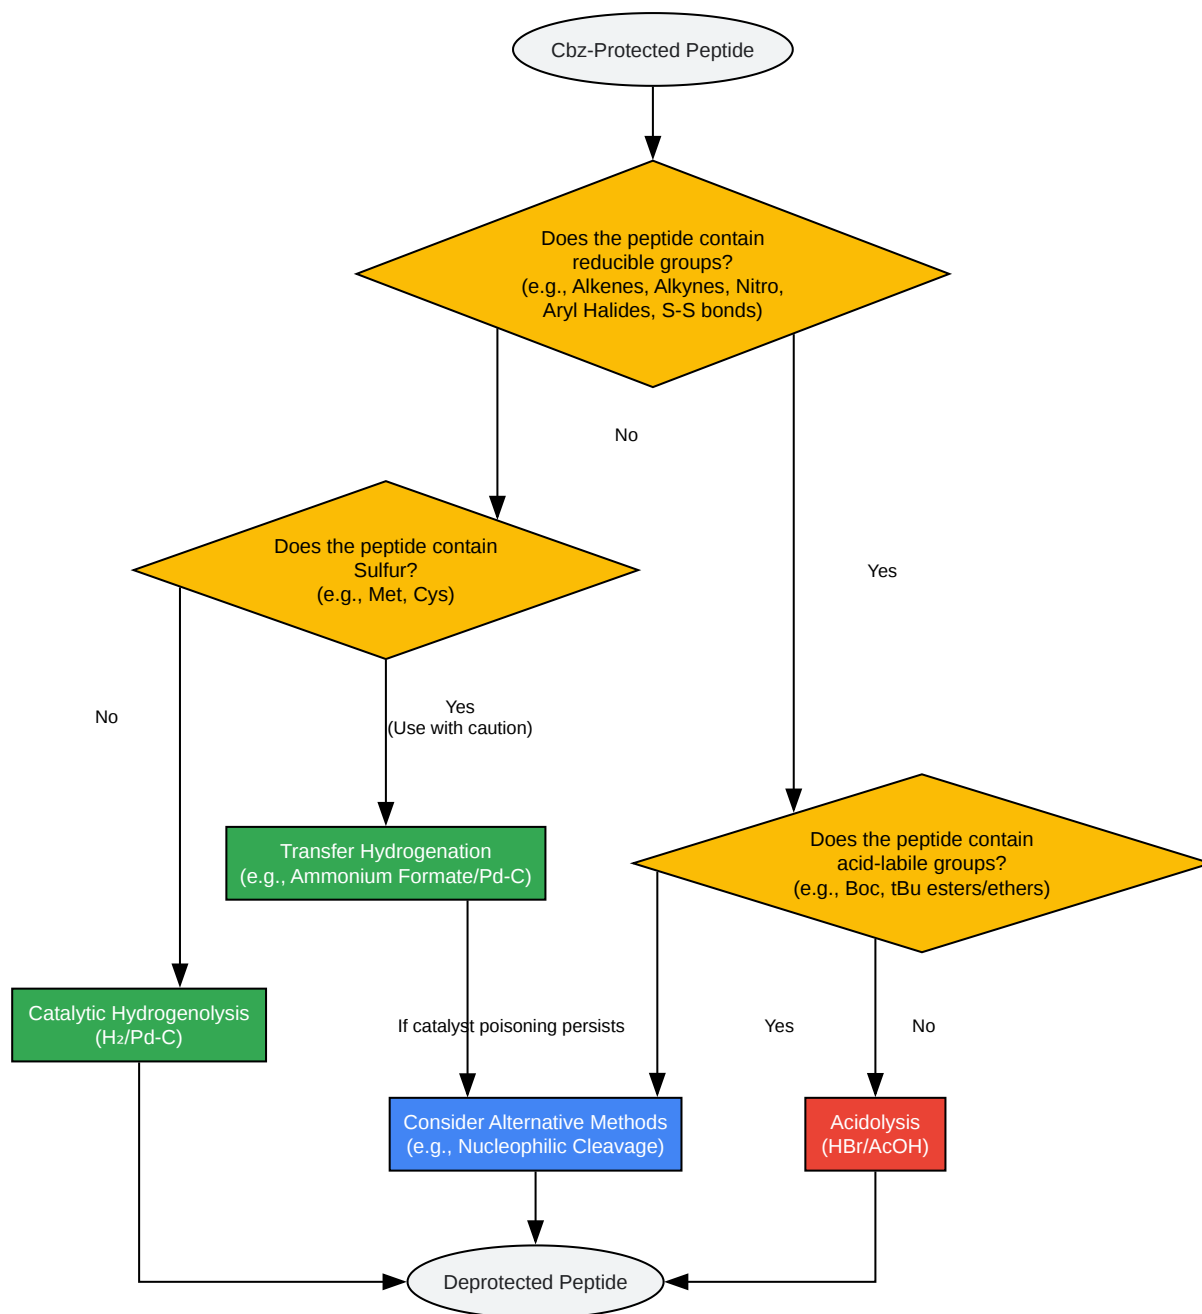 Cbz-Protected Peptide
Does the peptide contain
reducible groups?
(e.g., Alkenes, Alkynes, Nitro,
Aryl Halides, S-S bonds)
No
Does the peptide contain
Sulfur?
(e.g., Met, Cys)
Yes
No
Yes
(Use with caution)
Transfer Hydrogenation
(e.g., Ammonium Formate/Pd-C)
Does the peptide contain
acid-labile groups?
(e.g., Boc, tBu esters/ethers)
Catalytic Hydrogenolysis
(H₂/Pd-C)
If catalyst poisoning persists
Yes
No
Consider Alternative Methods
(e.g., Nucleophilic Cleavage)
Acidolysis
(HBr/AcOH)
Deprotected Peptide